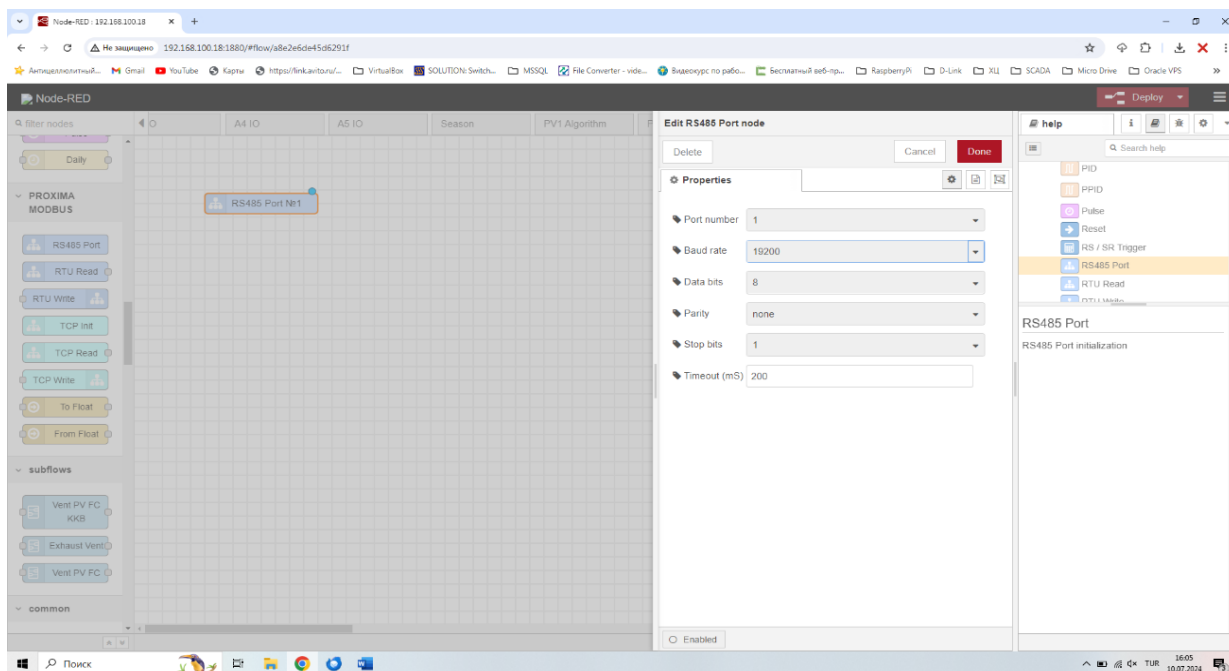 Node-RED : 192.168.100.18
Не защищено 192.168.100.18:1880/#flow/a8e2e6de45d6291f
Антицеллюлитный... Gmail YouTube Карты https://link.avito.ru/... VirtualBox SOLUTION: Switch... MSSQL File Converter - vide... Видеокурс по рабо... Бесплатный веб-пр... RaspberryPi D-Link ХЦ SCADA Micro Drive Oracle VPS
Node-RED Deploy
filter nodes
IO A4 IO A5 IO Season PV1 Algorithm
Daily
PROXIMA
MODBUS
RS485 Port
RTU Read
RTU Write
TCP Init
TCP Read
TCP Write
To Float
From Float
subflows
Vent PV FC
KKB
Exhaust Vent
Vent PV FC
common
RS485 Port №1
Edit RS485 Port node
Delete Cancel Done
Properties
Port number 1
Baud rate 19200
Data bits 8
Parity none
Stop bits 1
Timeout (mS) 200
Enabled
help
Search help
PID
PPID
Pulse
Reset
RS / SR Trigger
RS485 Port
RTU Read
RTU Write
RS485 Port
RS485 Port initialization
Поиск
TUR
16:05
10.07.2024